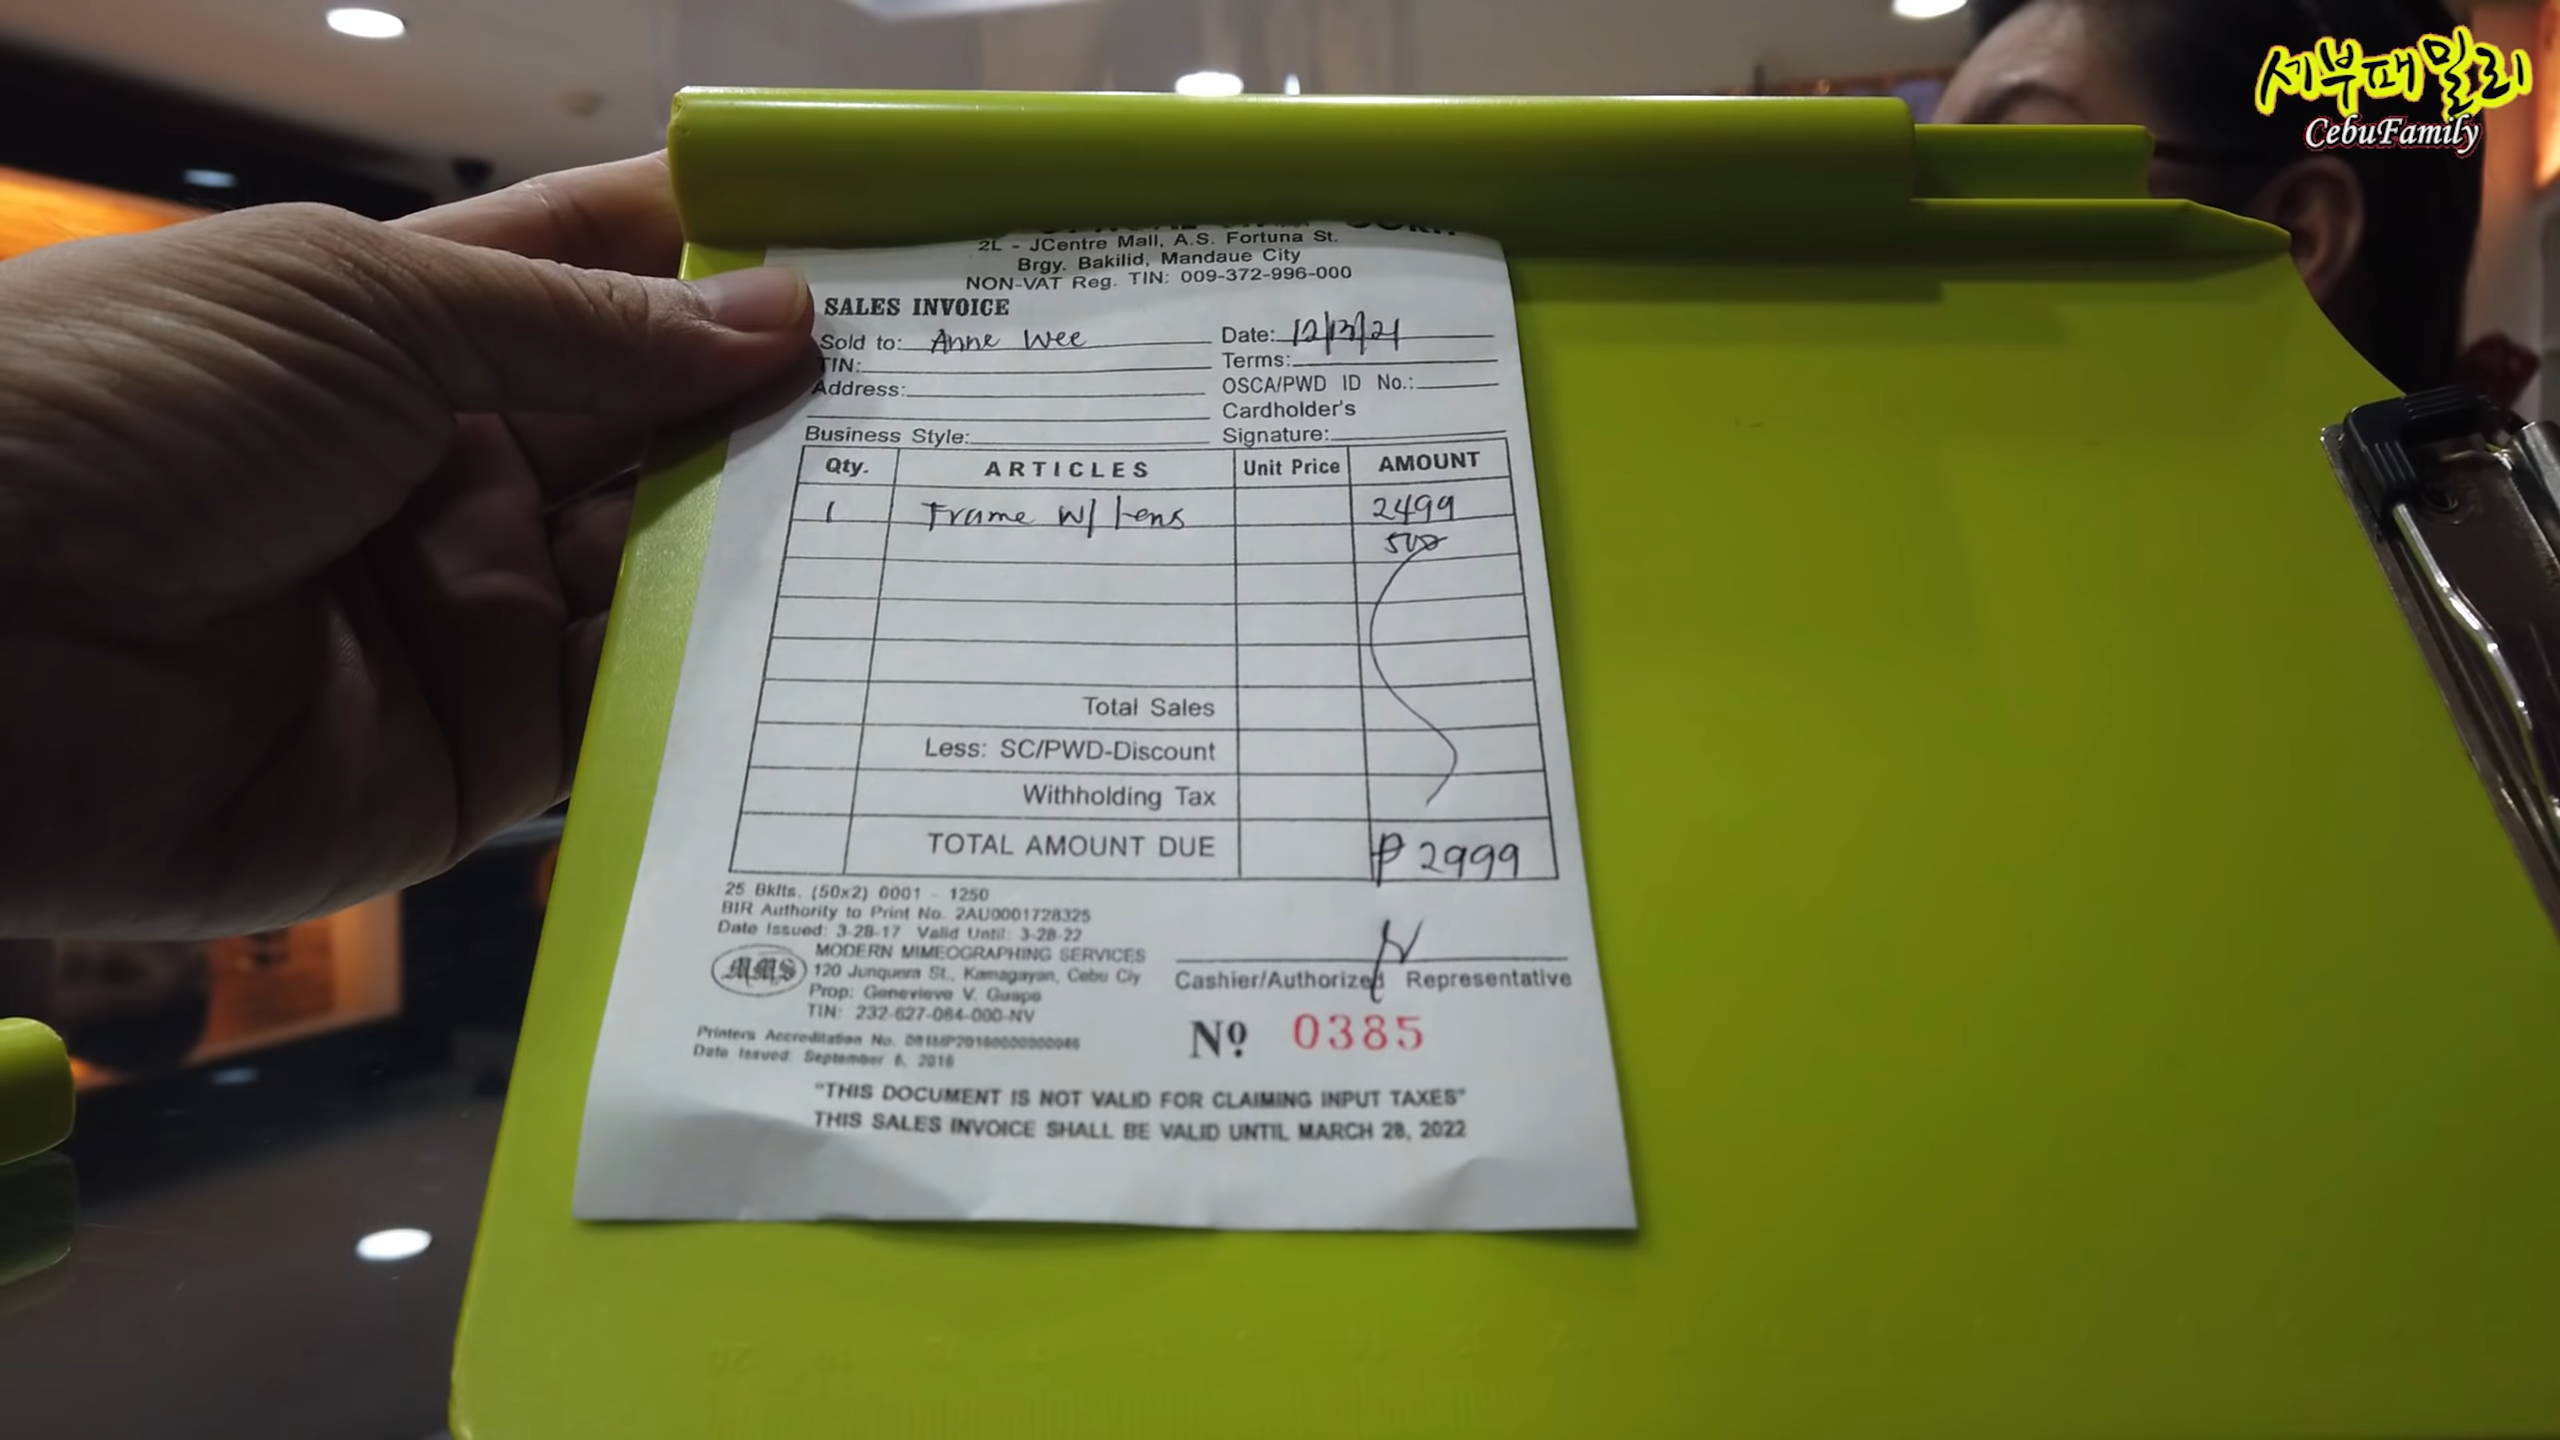 세부패밀리
CebuFamily
2L - JCentre Mall, A.S. Fortuna St.
Brgy. Bakilid, Mandaue City
NON-VAT Reg. TIN: 009-372-996-000
SALES INVOICE
Sold to: Anne Wee Date: 12/13/21
TIN: Terms:
Address: OSCA/PWD ID No.:
Cardholder's
Business Style: Signature:
Qty. ARTICLES Unit Price AMOUNT
1 Frame w/ Lens 2499
500
Total Sales
Less: SC/PWD-Discount
Withholding Tax
TOTAL AMOUNT DUE ₱ 2999
25 Bklts. (50x2) 0001 - 1250
BIR Authority to Print No. 2AU0001728325
Date Issued: 3-28-17 Valid Until: 3-28-22
MMS
MODERN MIMEOGRAPHING SERVICES
120 Junquera St., Kamagayan, Cebu Ciy
Prop: Genevieve V. Guapo
TIN: 232-627-064-000-NV
Cashier/Authorized Representative
Printers Accreditation No.
Date Issued: September 6, 2016
Nº 0385
"THIS DOCUMENT IS NOT VALID FOR CLAIMING INPUT TAXES"
THIS SALES INVOICE SHALL BE VALID UNTIL MARCH 28, 2022